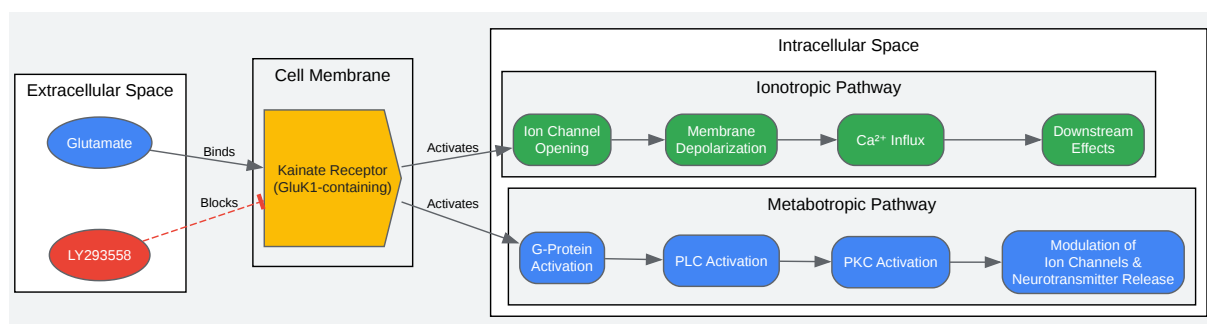 Extracellular Space
Glutamate
LY293558
Binds
Blocks
Cell Membrane
Kainate Receptor
(GluK1-containing)
Activates
Activates
Intracellular Space
Ionotropic Pathway
Ion Channel
Opening
Membrane
Depolarization
Ca²⁺ Influx
Downstream
Effects
Metabotropic Pathway
G-Protein
Activation
PLC Activation
PKC Activation
Modulation of
Ion Channels &
Neurotransmitter Release